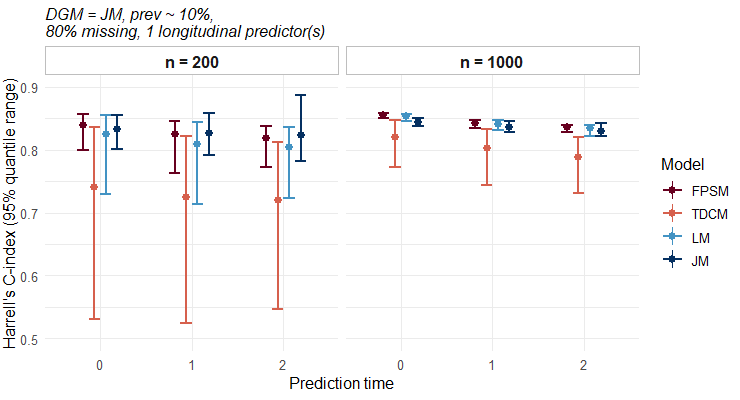 DGM = JM, prev ~ 10%,
80% missing, 1 longitudinal predictor(s)
n = 200
n = 1000
Harrell's C-index (95% quantile range)
0.9
0.8
0.7
0.6
0.5
0
1
2
0
1
2
Prediction time
Model
FPSM
TDCM
LM
JM